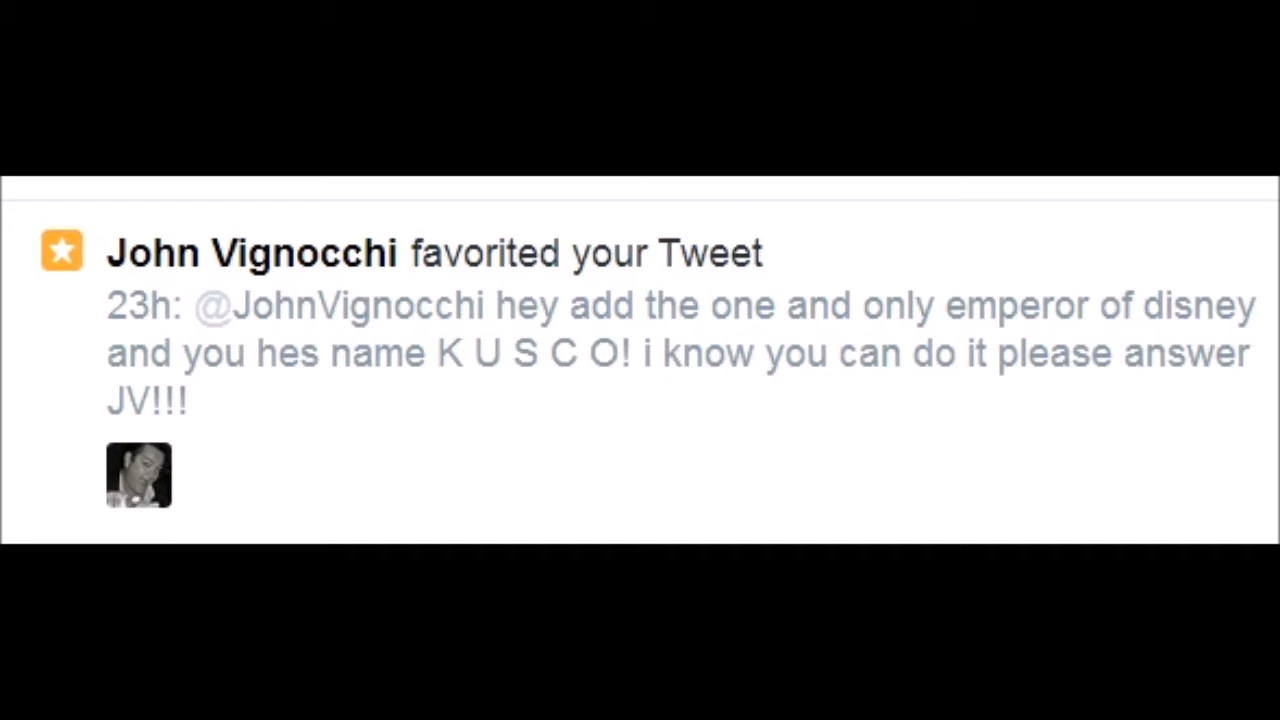 John Vignocchi favorited your Tweet
23h: @JohnVignocchi hey add the one and only emperor of disney
and you hes name K U S C O! i know you can do it please answer
JV!!!